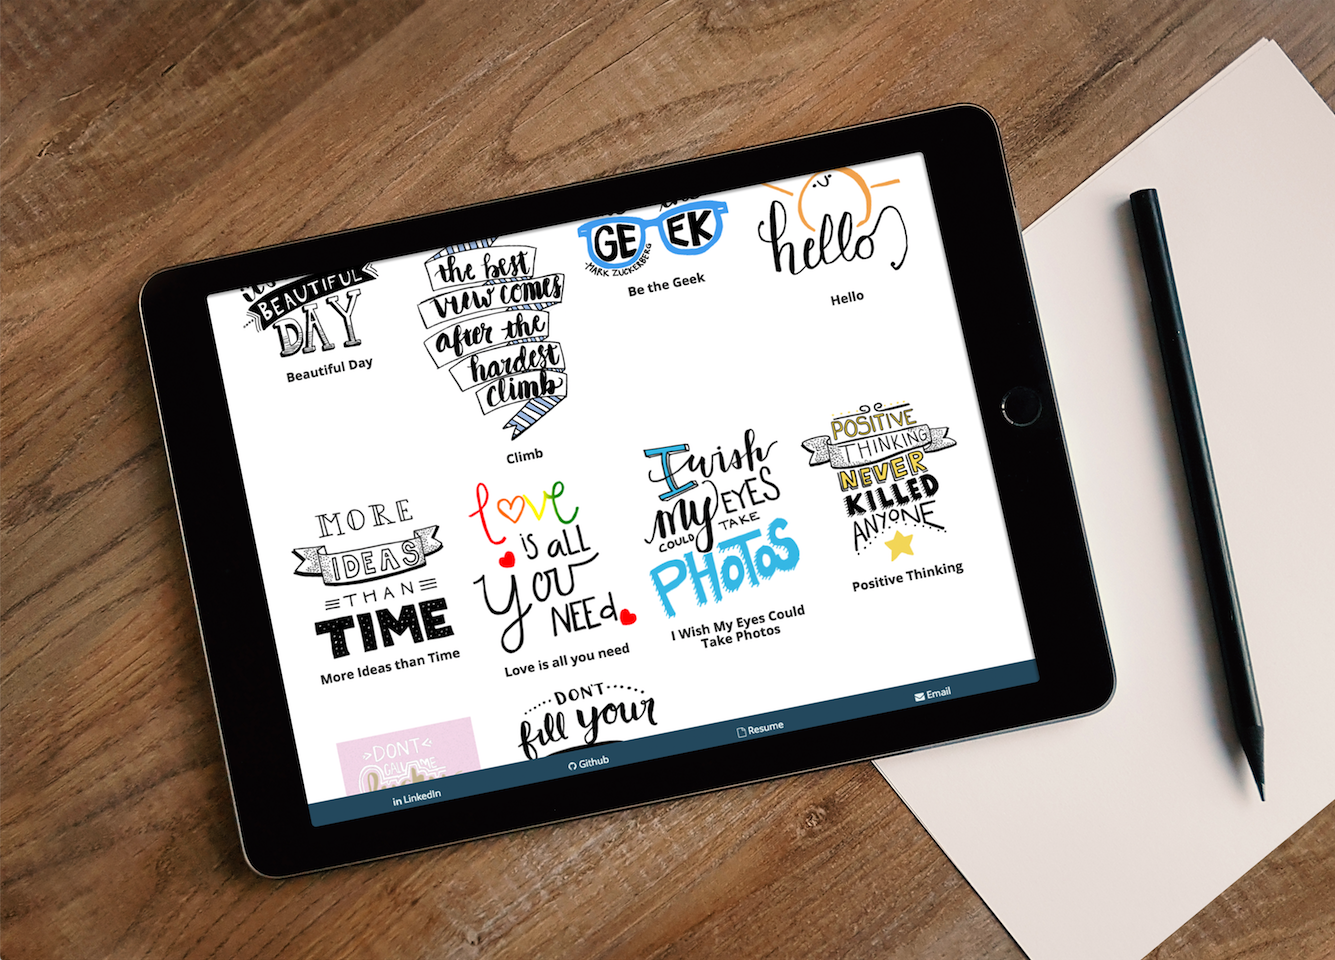 BEAUTIFUL
DAY
Beautiful Day
the best
view comes
after the
hardest
climb
Climb
GEEK
MARK ZUCKERBERG
Be the Geek
hello
Hello
MORE
IDEAS
THAN
TIME
More Ideas than Time
love
is all
You
NEEd
Love is all you need
I wish
my EYES
COULD TAKE
PHOTOS
I Wish My Eyes Could
Take Photos
POSITIVE
THINKING
NEVER
KILLED
ANYONE
Positive Thinking
DONT
CALL ME
DON'T
fill your
in LinkedIn
Github
Resume
Email